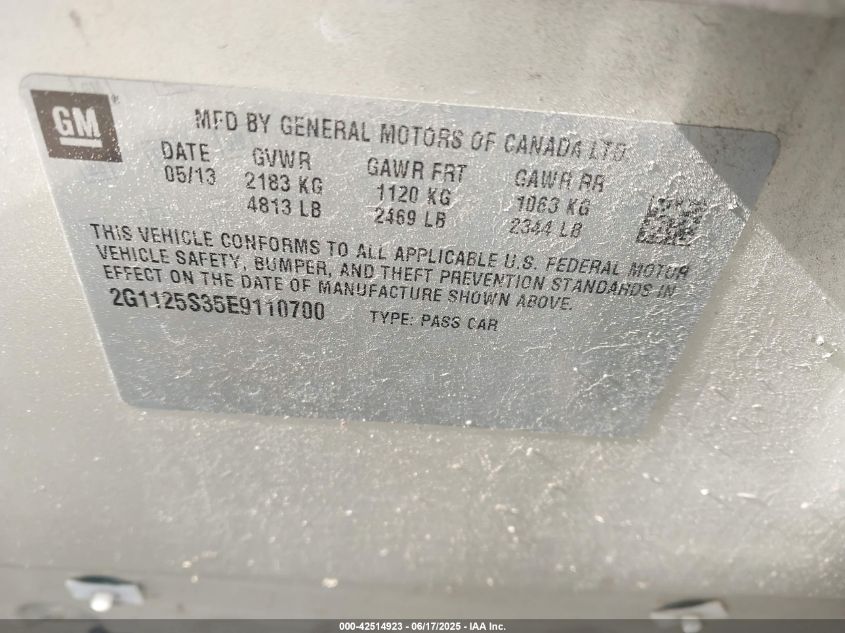 GM®
MFD BY GENERAL MOTORS OF CANADA LTD
DATE GVWR GAWR FRT GAWR RR
05/13 2183 KG 1120 KG 1063 KG
4813 LB 2469 LB 2344 LB
THIS VEHICLE CONFORMS TO ALL APPLICABLE U.S. FEDERAL MOTOR
VEHICLE SAFETY, BUMPER, AND THEFT PREVENTION STANDARDS IN
EFFECT ON THE DATE OF MANUFACTURE SHOWN ABOVE.
2G1125S35E9110700 TYPE: PASS CAR
000-42514923 - 06/17/2025 - IAA Inc.